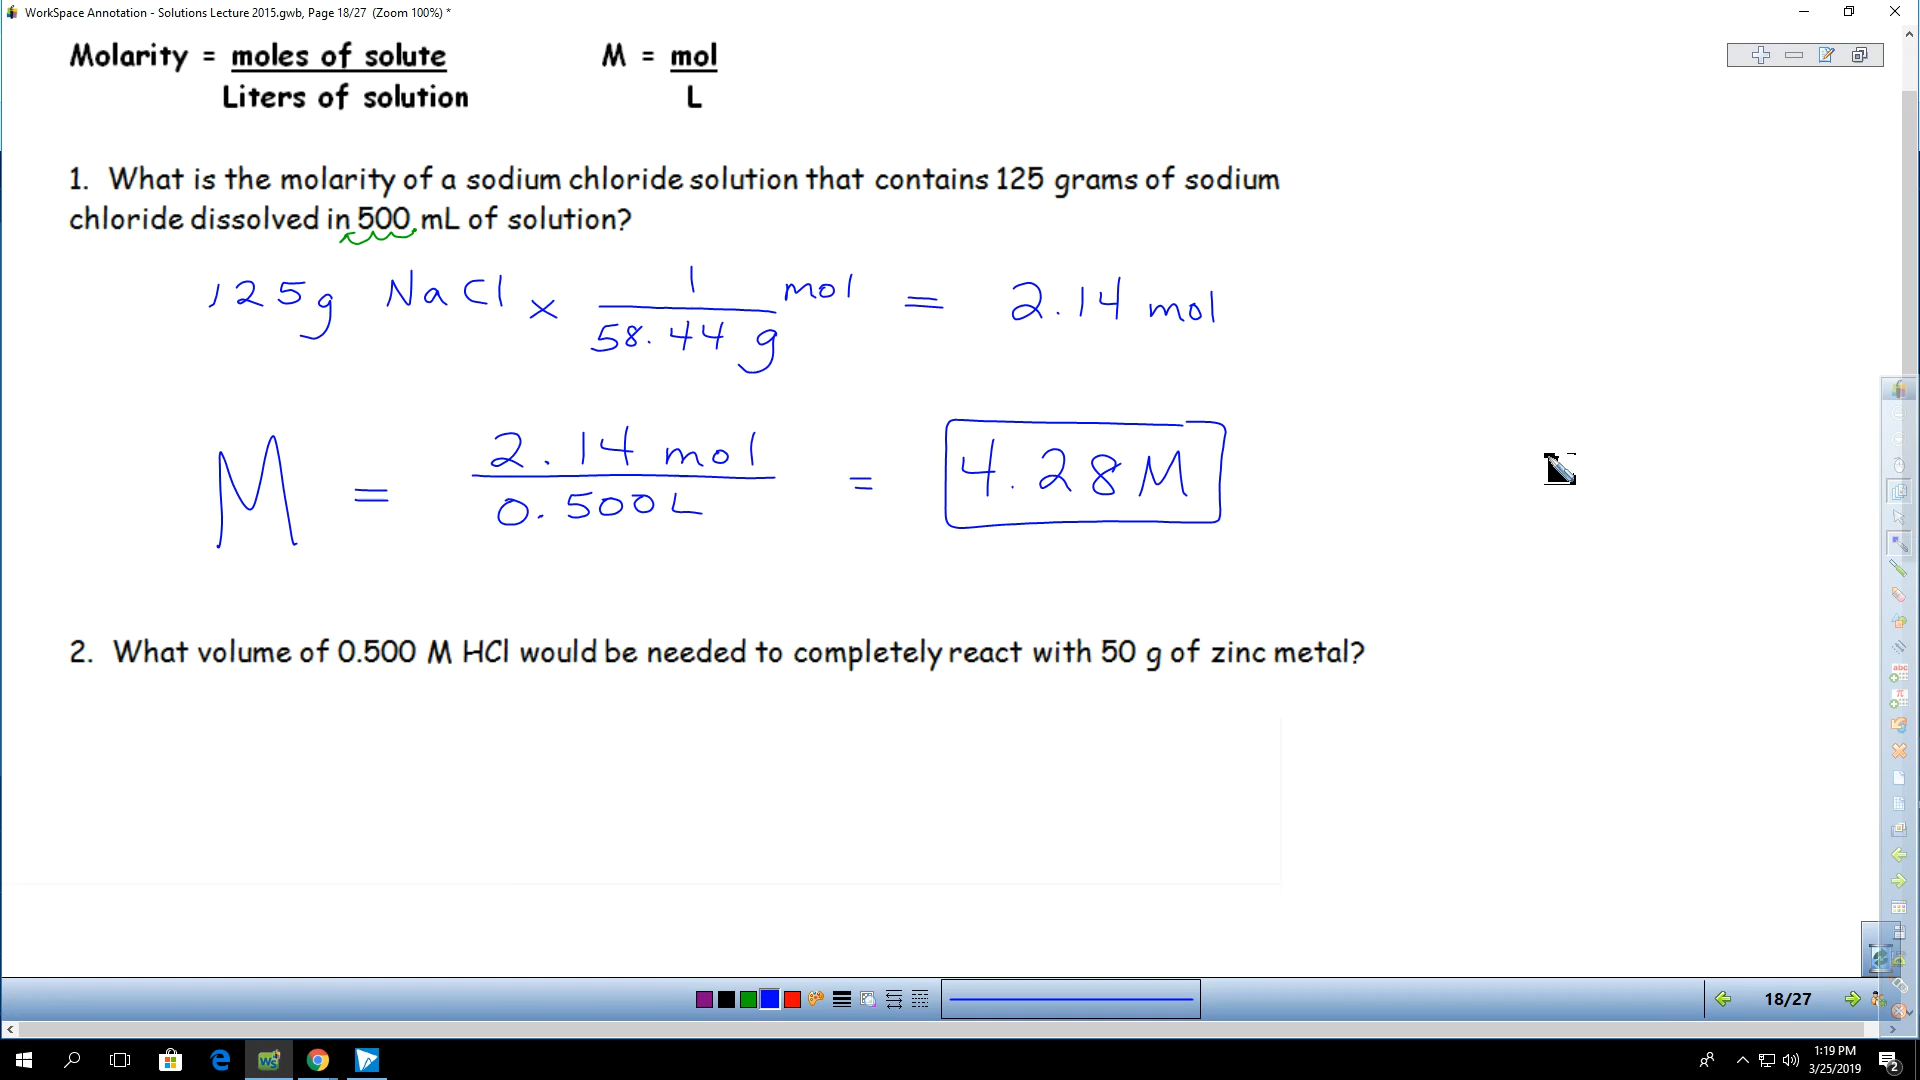 WorkSpace Annotation - Solutions Lecture 2015.gwb, Page 18/27 (Zoom 100%) *
Molarity = moles of solute
Liters of solution
M = mol
L
1. What is the molarity of a sodium chloride solution that contains 125 grams of sodium
chloride dissolved in 500 mL of solution?
125g NaCl x 1 mol = 2.14 mol
58.44 g
M = 2.14 mol = 4.28 M
0.500 L
2. What volume of 0.500 M HCl would be needed to completely react with 50 g of zinc metal?
abc
π
18/27
WS
1:19 PM
3/25/2019
2